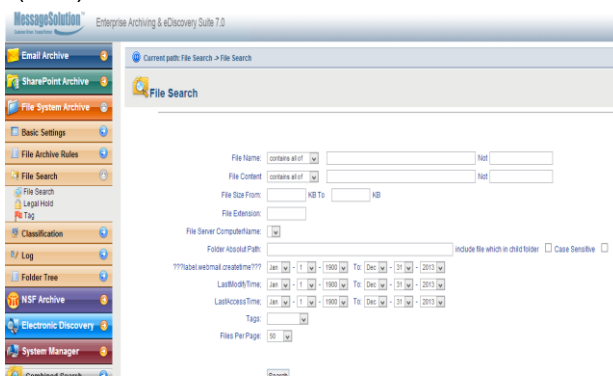 MessageSolution™ Enterprise Archiving & eDiscovery Suite 7.0
Email Archive
SharePoint Archive
File System Archive
Basic Settings
File Archive Rules
File Search
File Search
Legal Hold
Tag
Classification
Log
Folder Tree
NSF Archive
Electronic Discovery
System Manager
Combined Search
Current path: File Search -> File Search
File Search
File Name: contains all of Not
File Content contains all of Not
File Size From: KB To KB
File Extension:
File Server ComputerName:
Folder Absolut Path: include file which in child folder Case Sensitive
???label.webmail.createtime??? Jan - 1 - 1900 To: Dec - 31 - 2013
LastModifyTime; Jan - 1 - 1900 To: Dec - 31 - 2013
LastAccessTime; Jan - 1 - 1900 To: Dec - 31 - 2013
Tags:
Files Per Page: 50
Search